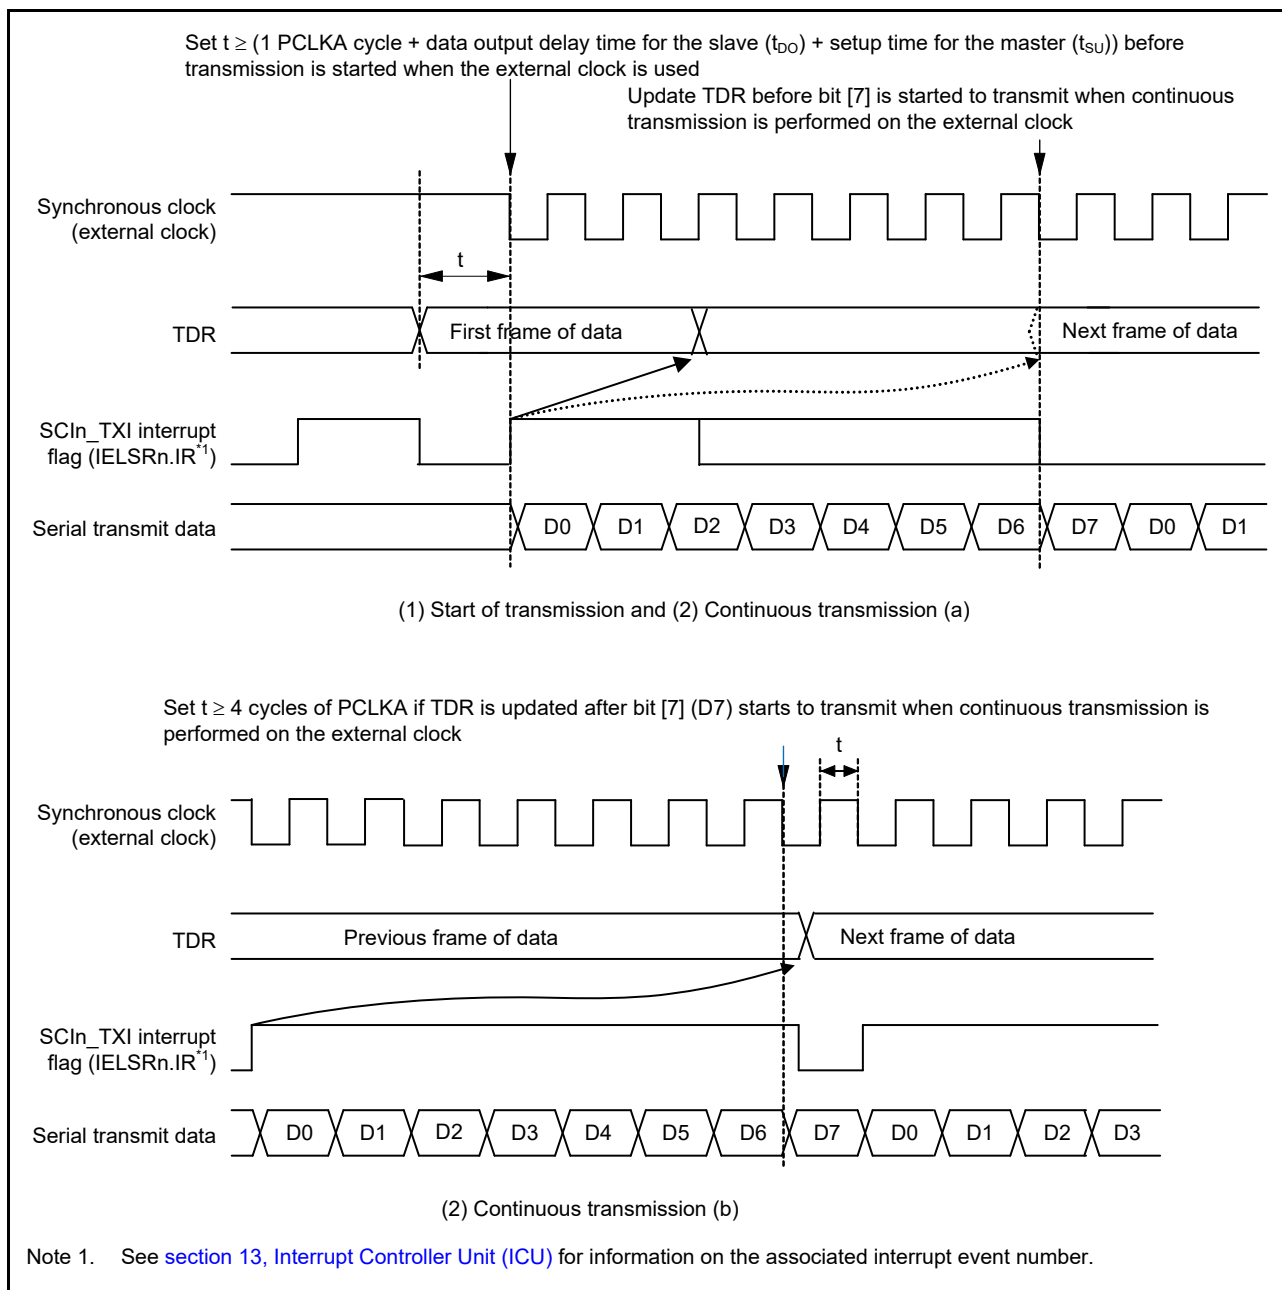 Set t ≥ (1 PCLKA cycle + data output delay time for the slave (tDO) + setup time for the master (tSU)) before
transmission is started when the external clock is used
Update TDR before bit [7] is started to transmit when continuous
transmission is performed on the external clock
Synchronous clock
(external clock)
t
TDR
First frame of data
Next frame of data
SCIn_TXI interrupt
flag (IELSRn.IR*1)
Serial transmit data
D0 D1 D2 D3 D4 D5 D6 D7 D0 D1
(1) Start of transmission and (2) Continuous transmission (a)
Set t ≥ 4 cycles of PCLKA if TDR is updated after bit [7] (D7) starts to transmit when continuous transmission is
performed on the external clock
t
Synchronous clock
(external clock)
TDR
Previous frame of data
Next frame of data
SCIn_TXI interrupt
flag (IELSRn.IR*1)
Serial transmit data
D0 D1 D2 D3 D4 D5 D6 D7 D0 D1 D2 D3
(2) Continuous transmission (b)
Note 1. See section 13, Interrupt Controller Unit (ICU) for information on the associated interrupt event number.